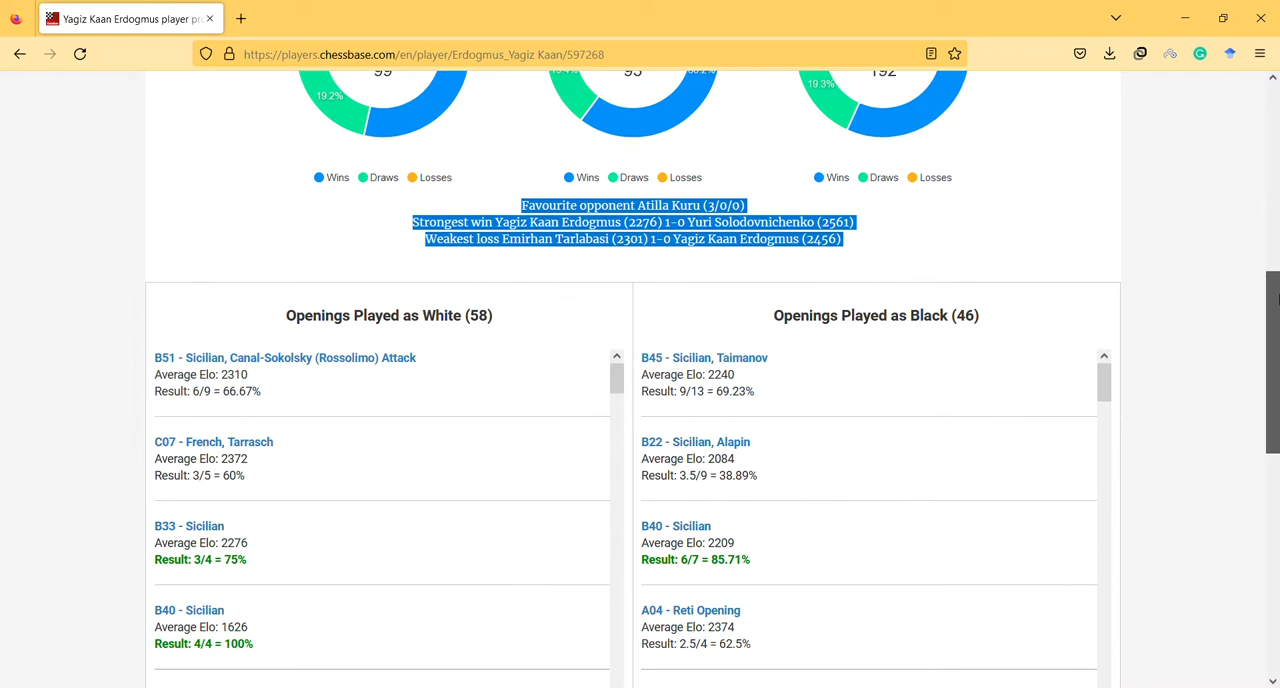 Yagiz Kaan Erdogmus player pr
https://players.chessbase.com/en/player/Erdogmus_Yagiz Kaan/597268
99
19.2%
192
19.3%
Wins Draws Losses
Wins Draws Losses
Wins Draws Losses
Favourite opponent Atilla Kuru (3/0/0)
Strongest win Yagiz Kaan Erdogmus (2276) 1-0 Yuri Solodovnichenko (2561)
Weakest loss Emirhan Tarlabasi (2301) 1-0 Yagiz Kaan Erdogmus (2456)
Openings Played as White (58)
B51 - Sicilian, Canal-Sokolsky (Rossolimo) Attack
Average Elo: 2310
Result: 6/9 = 66.67%
C07 - French, Tarrasch
Average Elo: 2372
Result: 3/5 = 60%
B33 - Sicilian
Average Elo: 2276
Result: 3/4 = 75%
B40 - Sicilian
Average Elo: 1626
Result: 4/4 = 100%
Openings Played as Black (46)
B45 - Sicilian, Taimanov
Average Elo: 2240
Result: 9/13 = 69.23%
B22 - Sicilian, Alapin
Average Elo: 2084
Result: 3.5/9 = 38.89%
B40 - Sicilian
Average Elo: 2209
Result: 6/7 = 85.71%
A04 - Reti Opening
Average Elo: 2374
Result: 2.5/4 = 62.5%